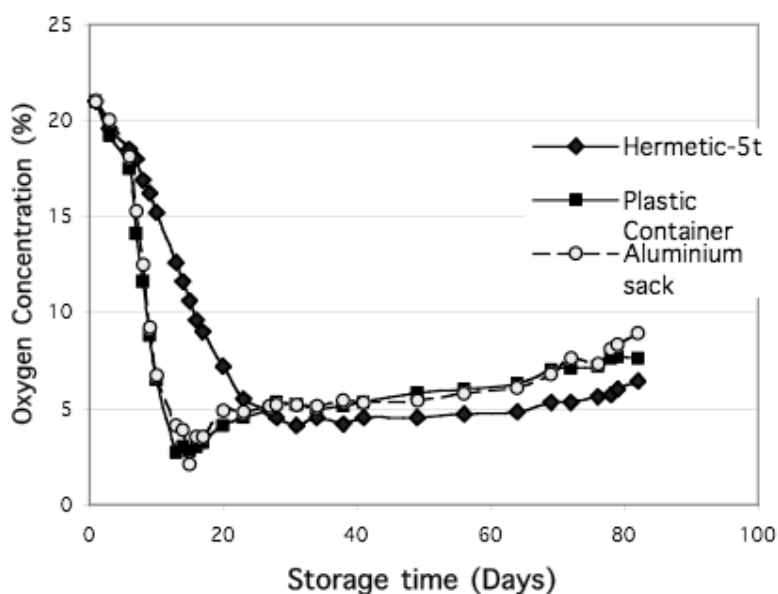 25
20
15
10
5
0
Oxygen Concentration (%)
Hermetic-5t
Plastic
Container
Aluminium
sack
0 20 40 60 80 100
Storage time (Days)